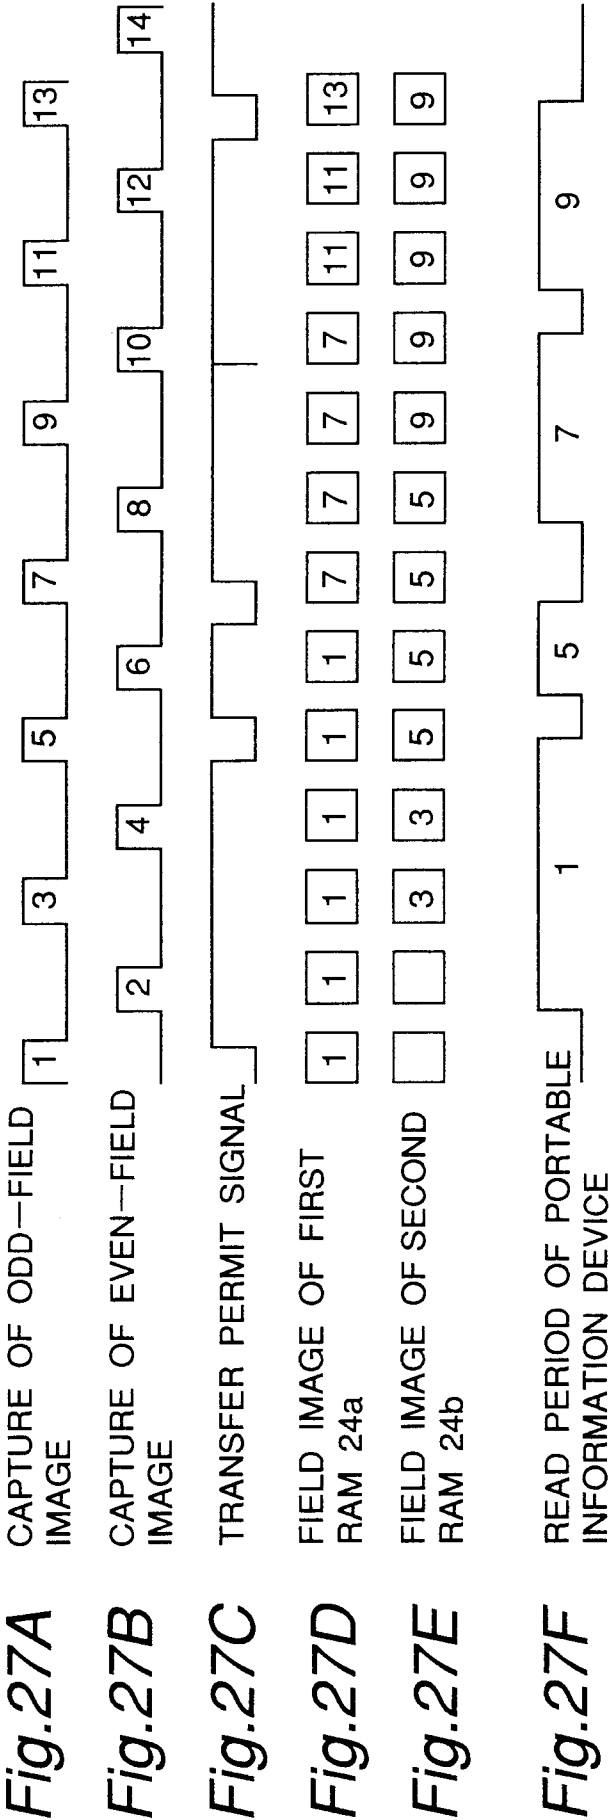 Fig.27A CAPTURE OF ODD—FIELD
IMAGE
1 3 5 7 9 11 13
Fig.27B CAPTURE OF EVEN—FIELD
IMAGE
2 4 6 8 10 12 14
Fig.27C TRANSFER PERMIT SIGNAL
Fig.27D FIELD IMAGE OF FIRST
RAM 24a
1 1 1 1 1 1 7 7 7 7 11 11 13
Fig.27E FIELD IMAGE OF SECOND
RAM 24b
3 3 5 5 5 5 9 9 9 9 9
Fig.27F READ PERIOD OF PORTABLE
INFORMATION DEVICE
1 5 7 9